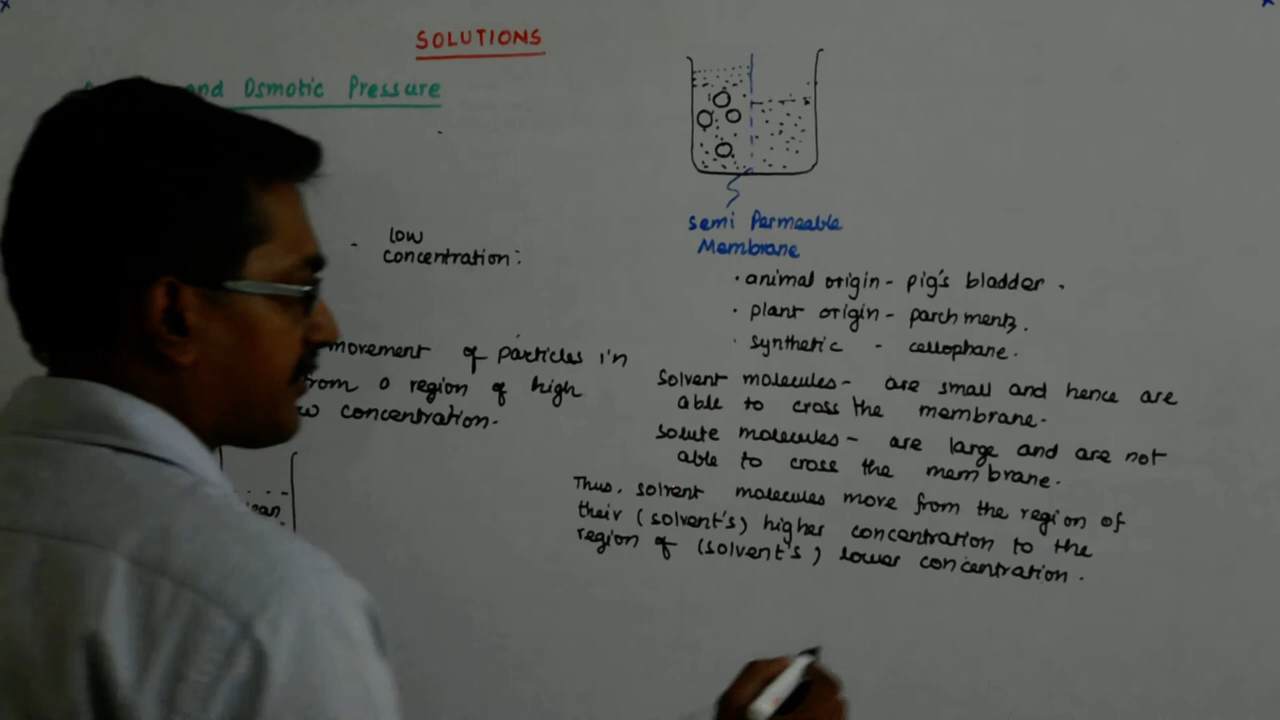 SOLUTIONS
and Osmotic Pressure
- low
concentration:
movement of particles in
from a region of high
concentration.
Semi Permeable
Membrane
· animal origin - pig's bladder.
· plant origin - parchment.
· synthetic - cellophane.
Solvent molecules - are small and hence are
able to cross the membrane.
Solute molecules - are large and are not
able to cross the membrane.
Thus, solvent molecules move from the region of
their (solvent's) higher concentration to the
region of (solvent's) lower concentration.